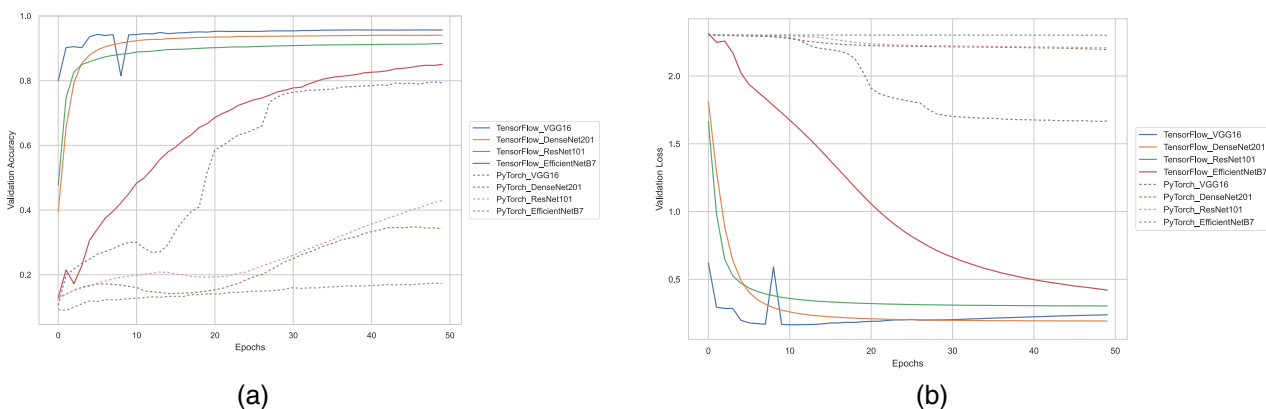 1.0
0.8
0.6
0.4
0.2
Validation Accuracy
0 10 20 30 40 50
Epochs
TensorFlow_VGG16
TensorFlow_DenseNet201
TensorFlow_ResNet101
TensorFlow_EfficientNetB7
PyTorch_VGG16
PyTorch_DenseNet201
PyTorch_ResNet101
PyTorch_EfficientNetB7
(a)
2.0
1.5
1.0
0.5
Validation Loss
0 10 20 30 40 50
Epochs
TensorFlow_VGG16
TensorFlow_DenseNet201
TensorFlow_ResNet101
TensorFlow_EfficientNetB7
PyTorch_VGG16
PyTorch_DenseNet201
PyTorch_ResNet101
PyTorch_EfficientNetB7
(b)